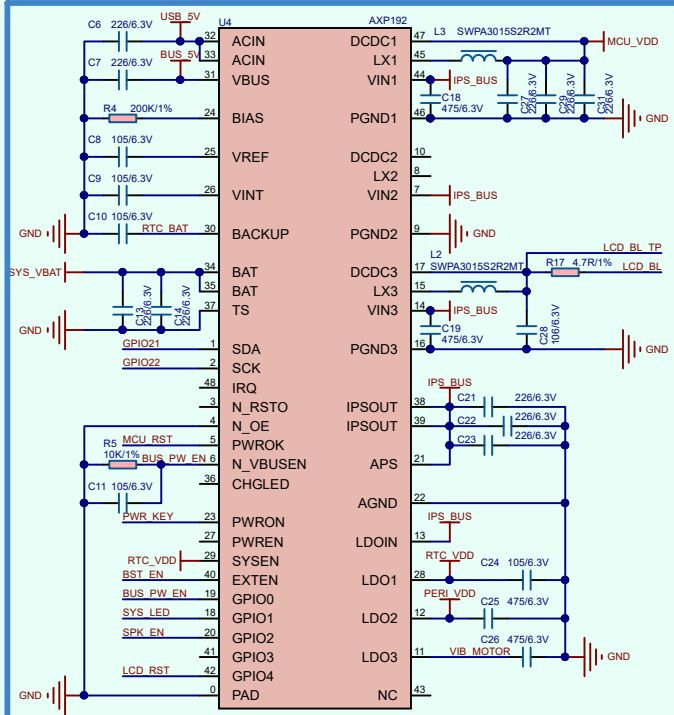 C6 226/6.3V USB_5V U4 AXP192
32 ACIN DCDC1 47 L3 SWPA3015S2R2MT MCU_VDD
33 ACIN LX1 45
C7 226/6.3V BUS_5V 31 VBUS VIN1 44 IPS_BUS
C18 475/6.3V C27 226/6.3V C29 226/6.3V C31 226/6.3V
R4 200K/1% 24 BIAS PGND1 46 GND
C8 105/6.3V 25 VREF DCDC2 10
LX2 8
C9 105/6.3V 26 VINT VIN2 7 IPS_BUS
C10 105/6.3V RTC_BAT 30 BACKUP PGND2 9 GND
GND
LCD_BL_TP
SYS_VBAT 34 BAT DCDC3 17 L2 SWPA3015S2R2MT R17 4.7R/1% LCD_BL
35 BAT LX3 15
C13 226/6.3V C14 226/6.3V 37 TS VIN3 14 IPS_BUS
C19 475/6.3V C28 106/6.3V
GND
GPIO21 1 SDA PGND3 16 GND
GPIO22 2 SCK
48 IRQ IPS_BUS
3 N_RSTO IPSOUT 38 C21 226/6.3V
4 N_OE IPSOUT 39 C22 226/6.3V
MCU_RST 5 PWROK
R5 10K/1% BUS_PW_EN 6 N_VBUSEN APS 21 C23 226/6.3V
36 CHGLED
C11 105/6.3V AGND 22
PWR_KEY 23 PWRON IPS_BUS
27 PWREN LDOIN 13
RTC_VDD 29 SYSEN RTC_VDD
BST_EN 40 EXTEN LDO1 28 C24 105/6.3V
BUS_PW_EN 19 GPIO0 PERI_VDD
SYS_LED 18 GPIO1 LDO2 12 C25 475/6.3V
SPK_EN 20 GPIO2
41 GPIO3 LDO3 11 VIB_MOTOR C26 475/6.3V GND
LCD_RST 42 GPIO4
GND 0 PAD NC 43